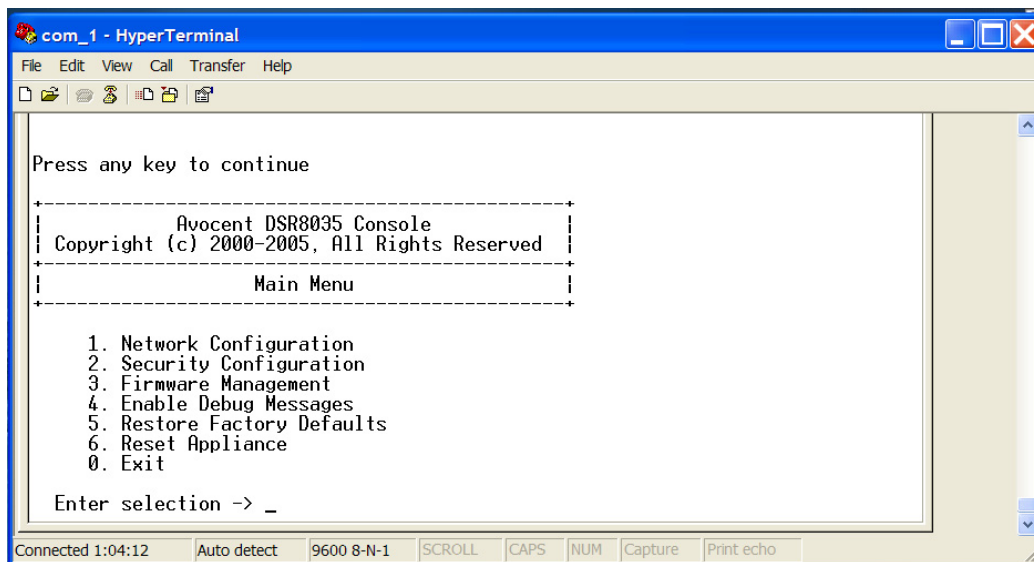 com_1 - HyperTerminal
File Edit View Call Transfer Help
Press any key to continue
Avocent DSR8035 Console
Copyright (c) 2000-2005, All Rights Reserved
Main Menu
1. Network Configuration
2. Security Configuration
3. Firmware Management
4. Enable Debug Messages
5. Restore Factory Defaults
6. Reset Appliance
0. Exit
Enter selection -> _
Connected 1:04:12 Auto detect 9600 8-N-1 SCROLL CAPS NUM Capture Print echo